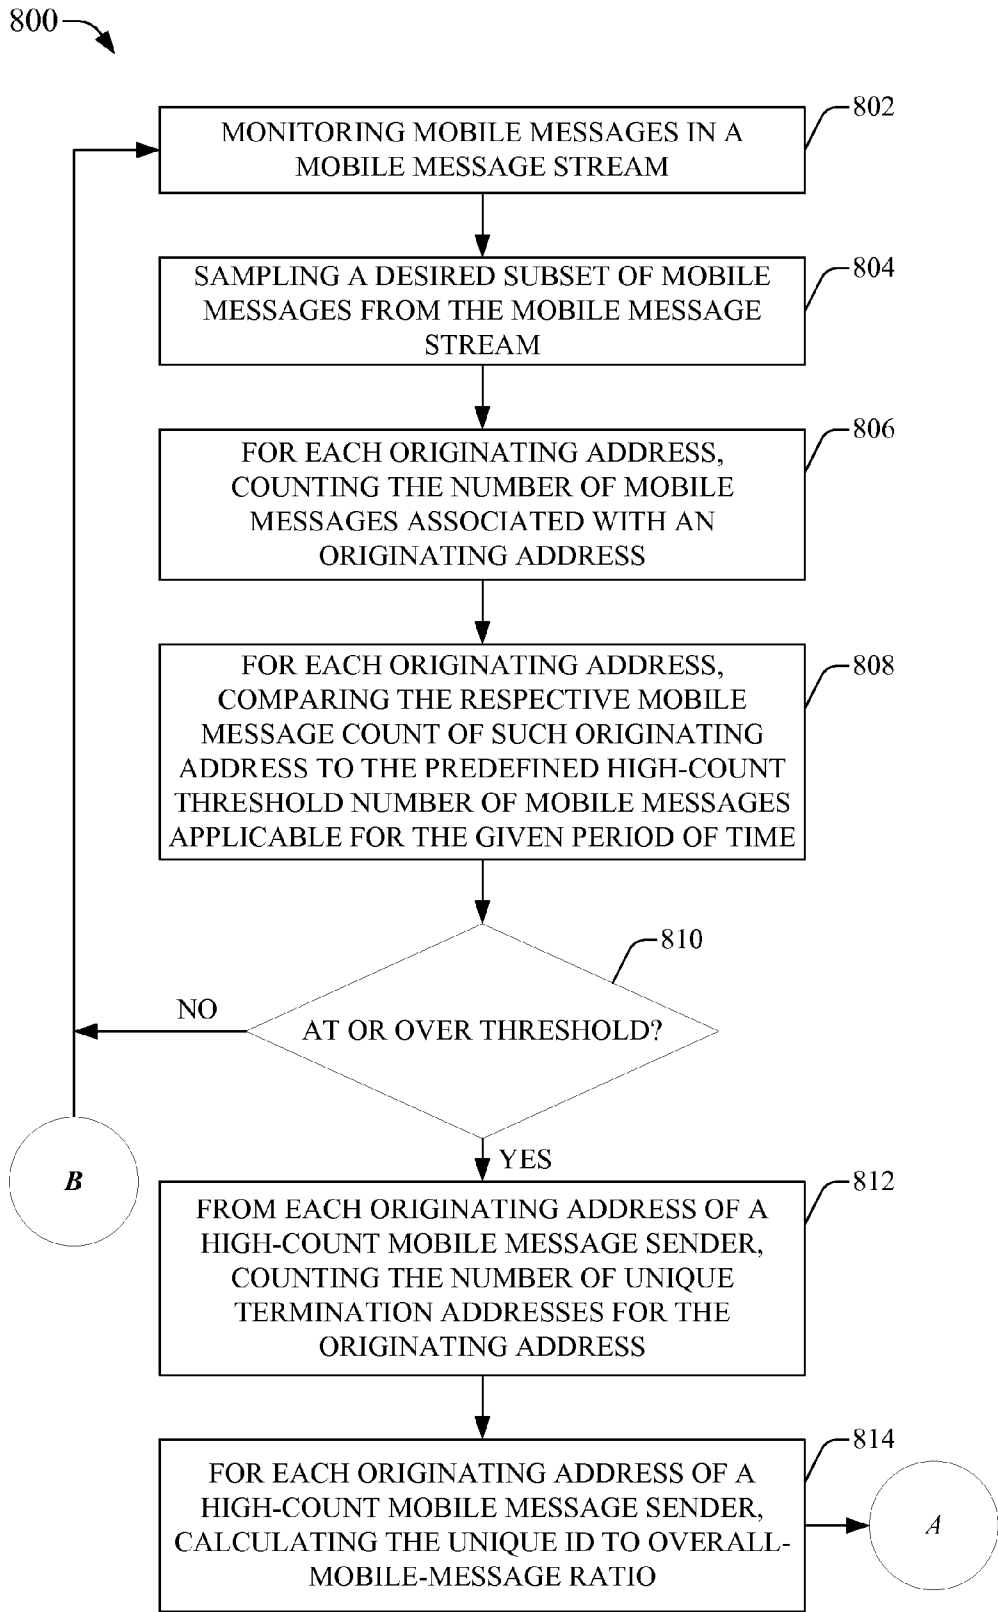 800
802
MONITORING MOBILE MESSAGES IN A
MOBILE MESSAGE STREAM
804
SAMPLING A DESIRED SUBSET OF MOBILE
MESSAGES FROM THE MOBILE MESSAGE
STREAM
806
FOR EACH ORIGINATING ADDRESS,
COUNTING THE NUMBER OF MOBILE
MESSAGES ASSOCIATED WITH AN
ORIGINATING ADDRESS
808
FOR EACH ORIGINATING ADDRESS,
COMPARING THE RESPECTIVE MOBILE
MESSAGE COUNT OF SUCH ORIGINATING
ADDRESS TO THE PREDEFINED HIGH-COUNT
THRESHOLD NUMBER OF MOBILE MESSAGES
APPLICABLE FOR THE GIVEN PERIOD OF TIME
810
NO
AT OR OVER THRESHOLD?
YES
B
812
FROM EACH ORIGINATING ADDRESS OF A
HIGH-COUNT MOBILE MESSAGE SENDER,
COUNTING THE NUMBER OF UNIQUE
TERMINATION ADDRESSES FOR THE
ORIGINATING ADDRESS
814
FOR EACH ORIGINATING ADDRESS OF A
HIGH-COUNT MOBILE MESSAGE SENDER,
CALCULATING THE UNIQUE ID TO OVERALL-
MOBILE-MESSAGE RATIO
A